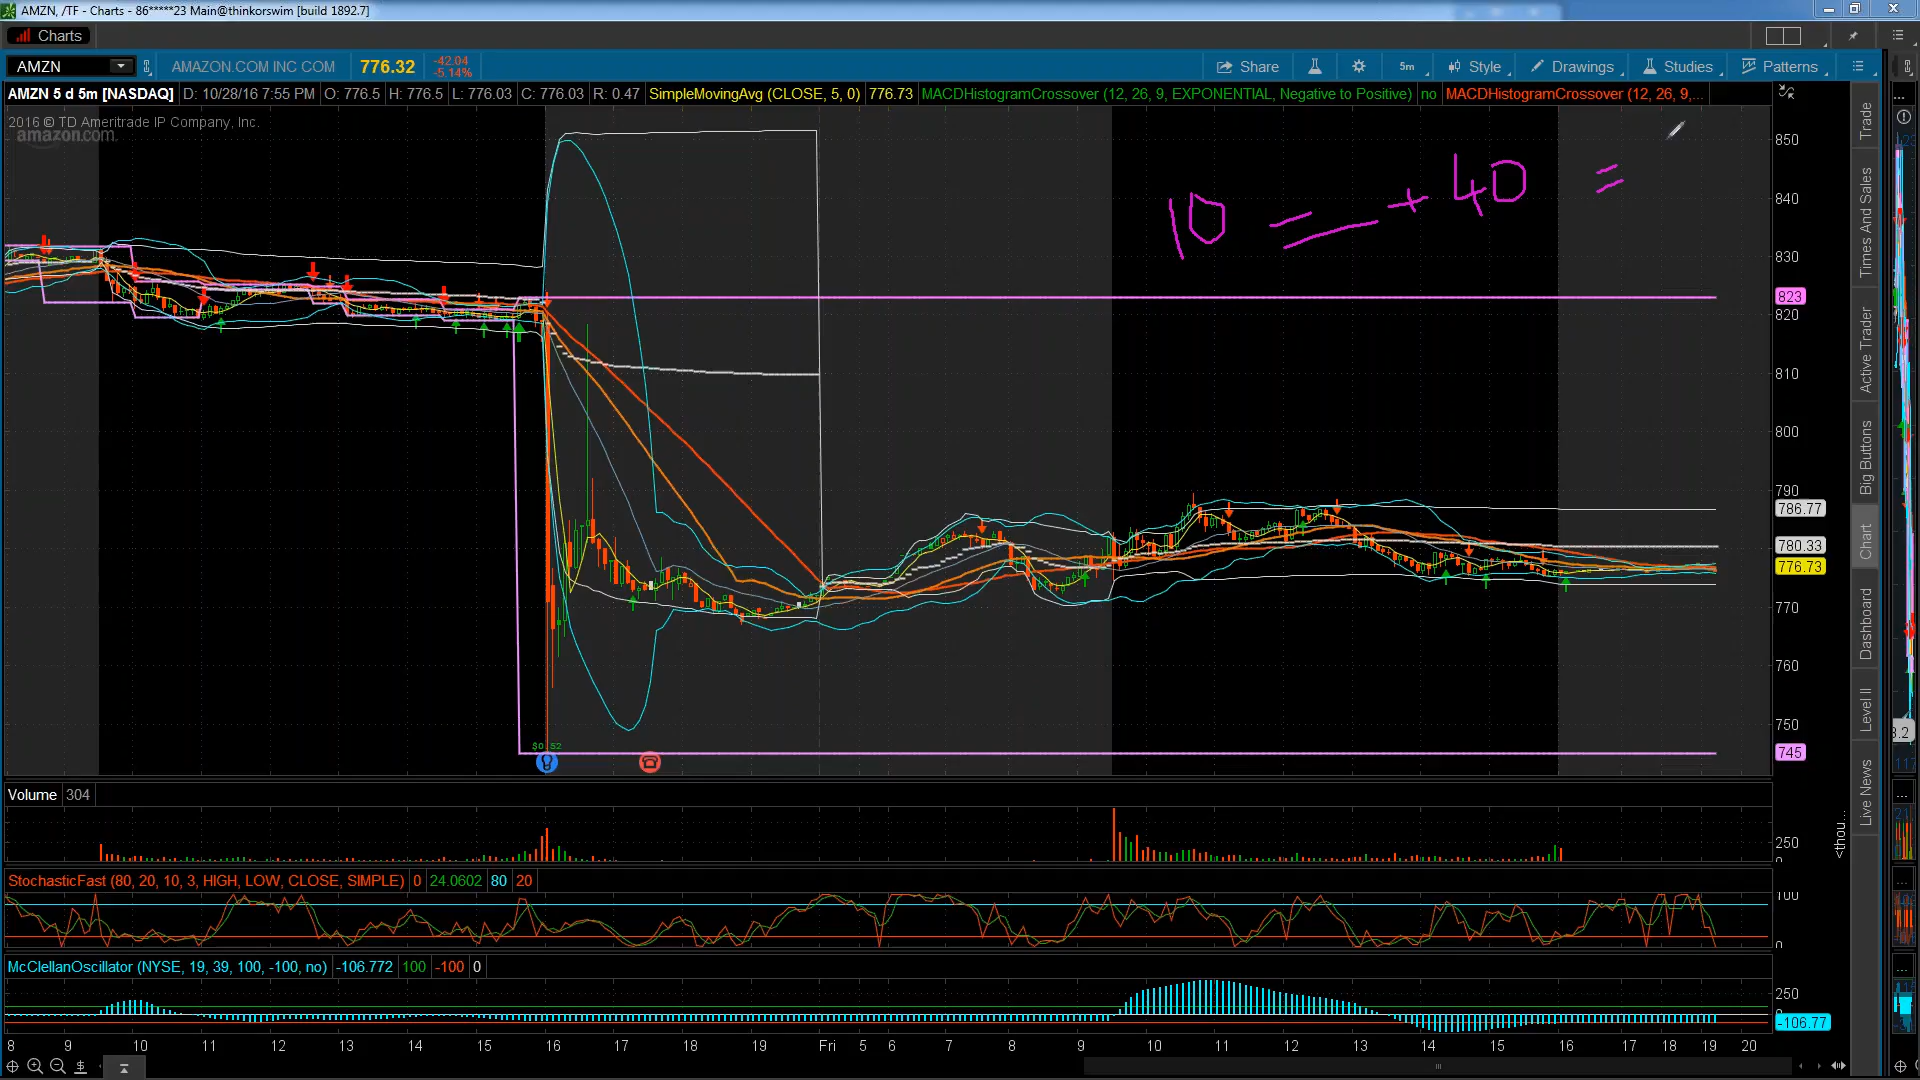 AMZN, /TF - Charts - 86*****23 Main@thinkorswim [build 1892.7]
Charts
AMZN AMAZON.COM INC COM 776.32 -42.04 -5.14% Share 5m Style Drawings Studies Patterns
AMZN 5 d 5m [NASDAQ] D: 10/28/16 7:55 PM O: 776.5 H: 776.5 L: 776.03 C: 776.03 R: 0.47 SimpleMovingAvg (CLOSE, 5, 0) 776.73 MACDHistogramCrossover (12, 26, 9, EXPONENTIAL, Negative to Positive) no MACDHistogramCrossover (12, 26, 9,...
2016 © TD Ameritrade IP Company, Inc.
amazon.com
10 = + 40 =
850
840
830
823
820
810
800
790
786.77
780.33
776.73
770
760
750
745
$0.52
Trade
Times And Sales
Active Trader
Big Buttons
Chart
Dashboard
Level II
Live News
Volume 304
250
0
<thou...
StochasticFast (80, 20, 10, 3, HIGH, LOW, CLOSE, SIMPLE) 0 24.0602 80 20
100
0
McClellanOscillator (NYSE, 19, 39, 100, -100, no) -106.772 100 -100 0
250
0
-106.77
8 9 10 11 12 13 14 15 16 17 18 19 Fri 5 6 7 8 9 10 11 12 13 14 15 16 17 18 19 20